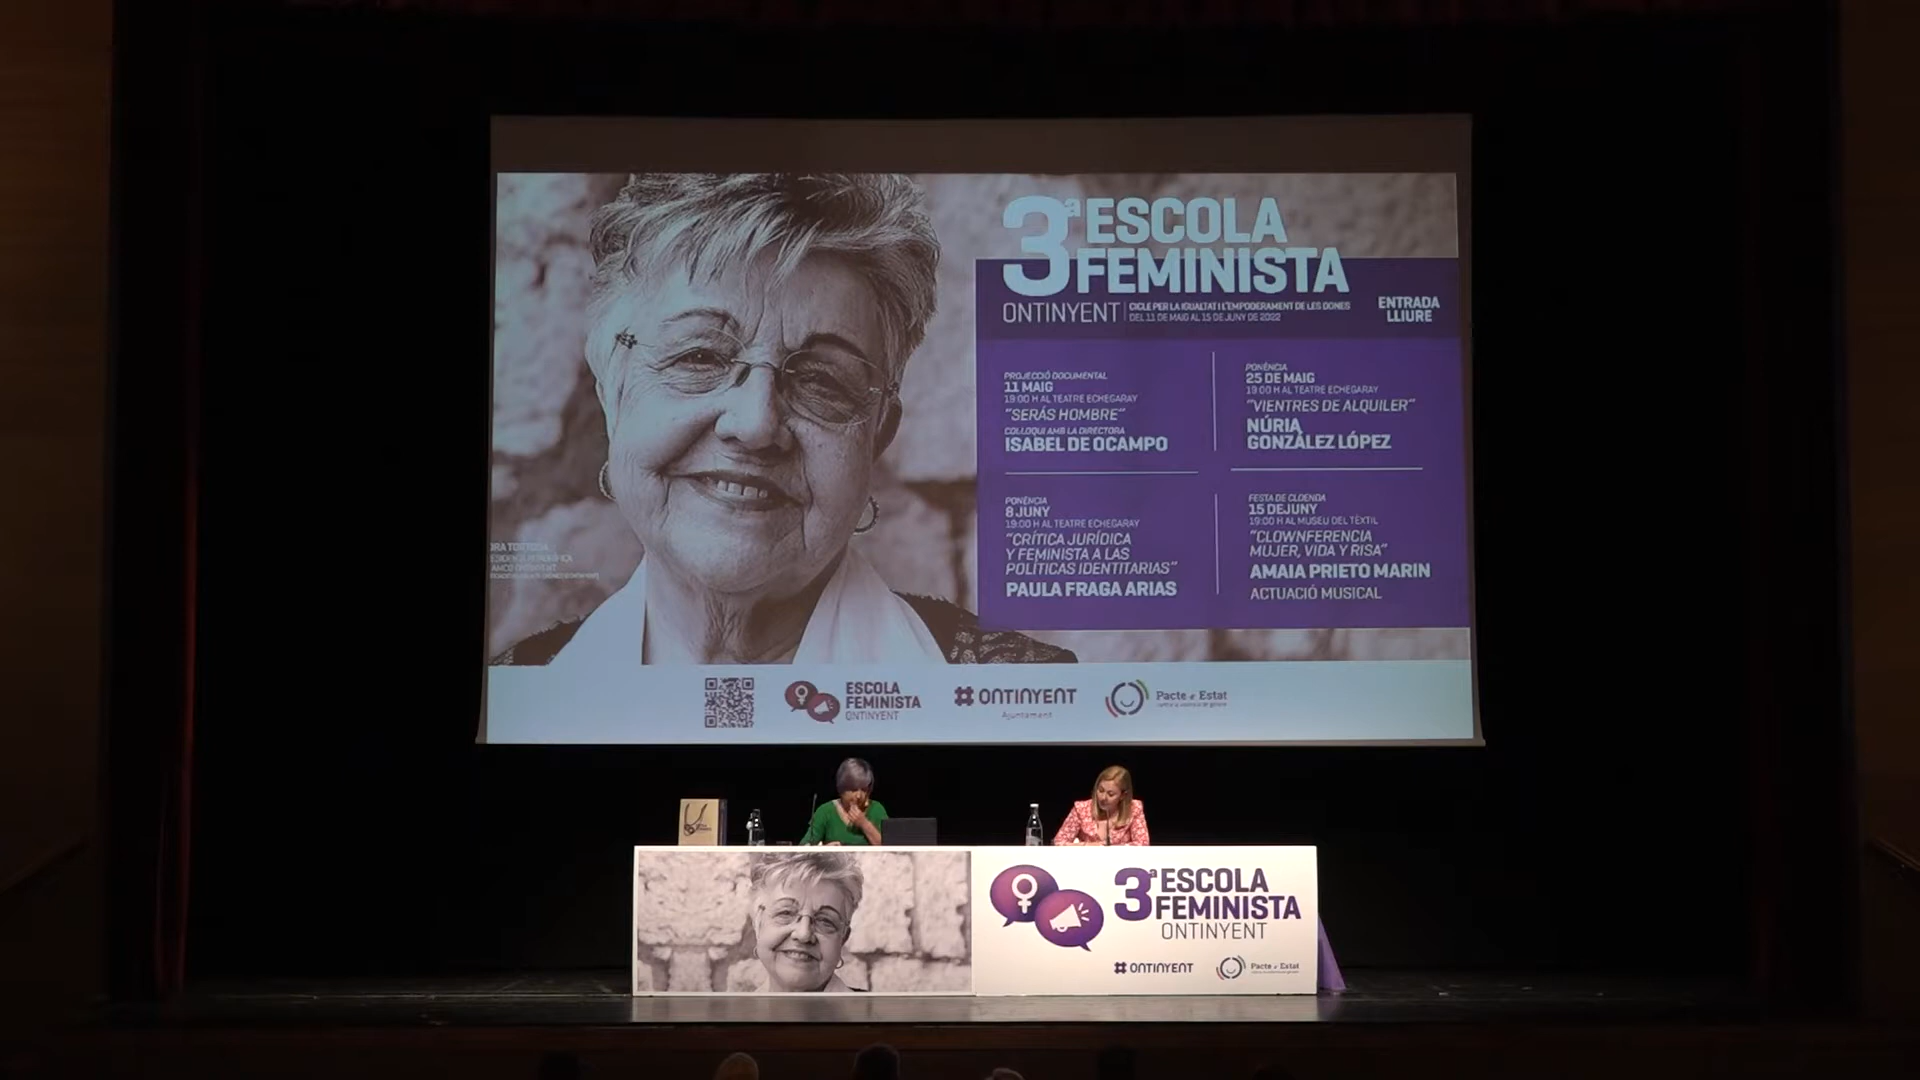 3ª ESCOLA
FEMINISTA
ONTINYENT
CICLE PER LA IGUALTAT I L'EMPODERAMENT DE LES DONES
DEL 11 DE MAIG AL 15 DE JUNY DE 2022
ENTRADA
LLIURE
PROJECCIÓ DOCUMENTAL
11 MAIG
19:00 H AL TEATRE ECHEGARAY
"SERÁS HOMBRE"
COL·LOQUI AMB LA DIRECTORA
ISABEL DE OCAMPO
PONÈNCIA
25 DE MAIG
19:00 H AL TEATRE ECHEGARAY
"VIENTRES DE ALQUILER"
NÚRIA
GONZÁLEZ LÓPEZ
PONÈNCIA
8 JUNY
19:00 H AL TEATRE ECHEGARAY
"CRÍTICA JURÍDICA
Y FEMINISTA A LAS
POLÍTICAS IDENTITARIAS"
PAULA FRAGA ARIAS
FESTA DE CLOENDA
15 DE JUNY
19:00 H AL MUSEU DEL TÈXTIL
"CLOWNFERENCIA
MUJER, VIDA Y RISA"
AMAIA PRIETO MARIN
ACTUACIÓ MUSICAL
ESCOLA
FEMINISTA
ONTINYENT
ONTINYENT
Ajuntament
Pacte d Estat
3ª ESCOLA
FEMINISTA
ONTINYENT
ONTINYENT
Pacte d Estat